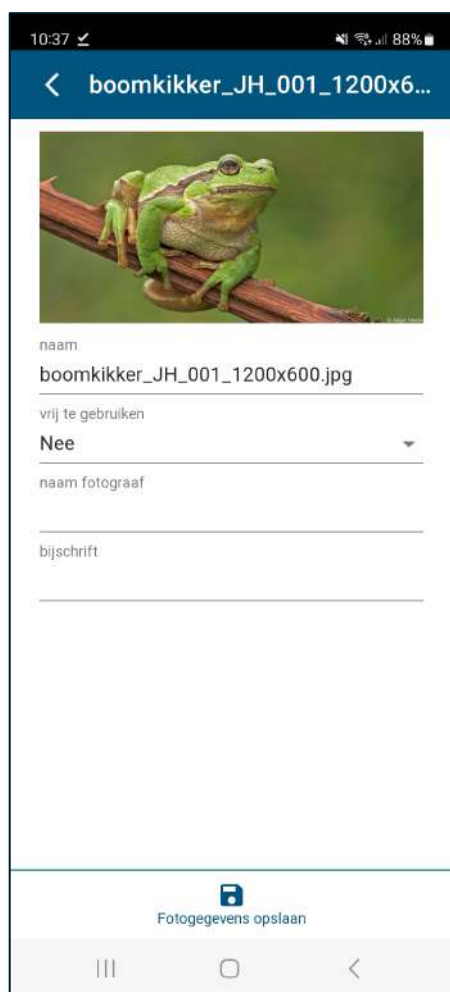 10:37
88%
boomkikker_JH_001_1200x6...
naam
boomkikker_JH_001_1200x600.jpg
vrij te gebruiken
Nee
naam fotograaf
bijschrift
Fotogegevens opslaan